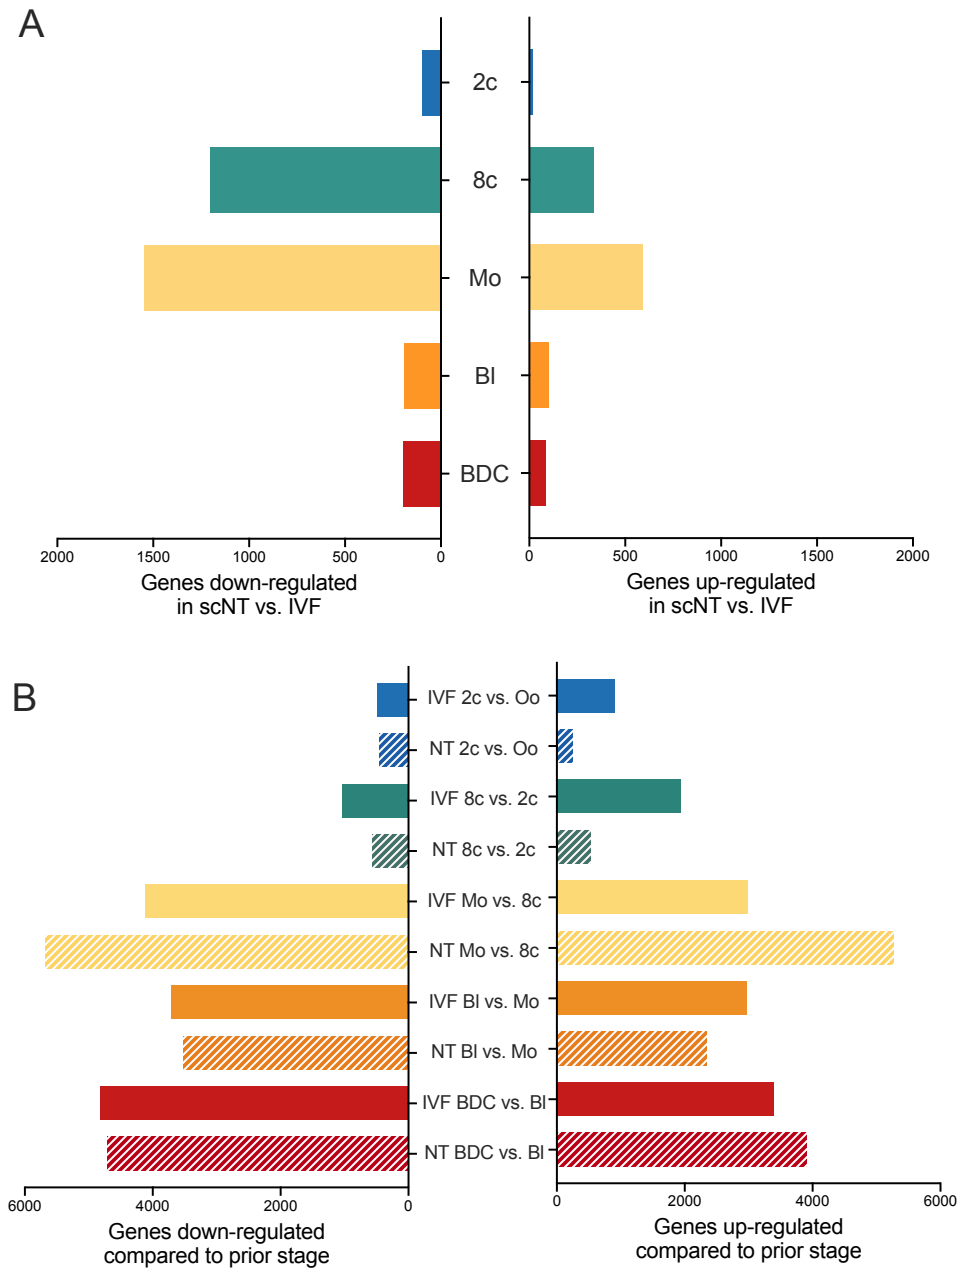 A
2c
8c
Mo
Bl
BDC
2000 1500 1000 500 0
0 500 1000 1500 2000
Genes down-regulated
in scNT vs. IVF
Genes up-regulated
in scNT vs. IVF
B
IVF 2c vs. Oo
NT 2c vs. Oo
IVF 8c vs. 2c
NT 8c vs. 2c
IVF Mo vs. 8c
NT Mo vs. 8c
IVF Bl vs. Mo
NT Bl vs. Mo
IVF BDC vs. Bl
NT BDC vs. Bl
6000 4000 2000 0
0 2000 4000 6000
Genes down-regulated
compared to prior stage
Genes up-regulated
compared to prior stage